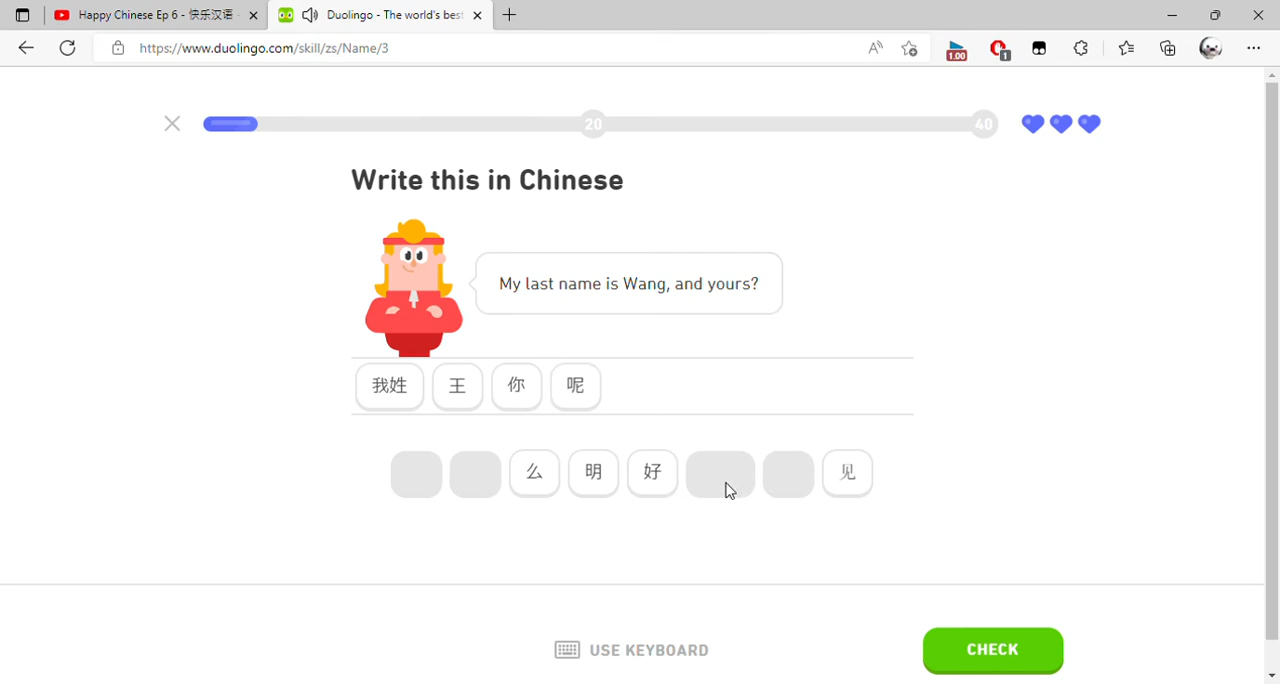 Happy Chinese Ep 6 - 快乐汉语 -
Duolingo - The world's best
https://www.duolingo.com/skill/zs/Name/3
1.00
1
20
40
Write this in Chinese
My last name is Wang, and yours?
我姓 王 你 呢
么 明 好 见
USE KEYBOARD
CHECK